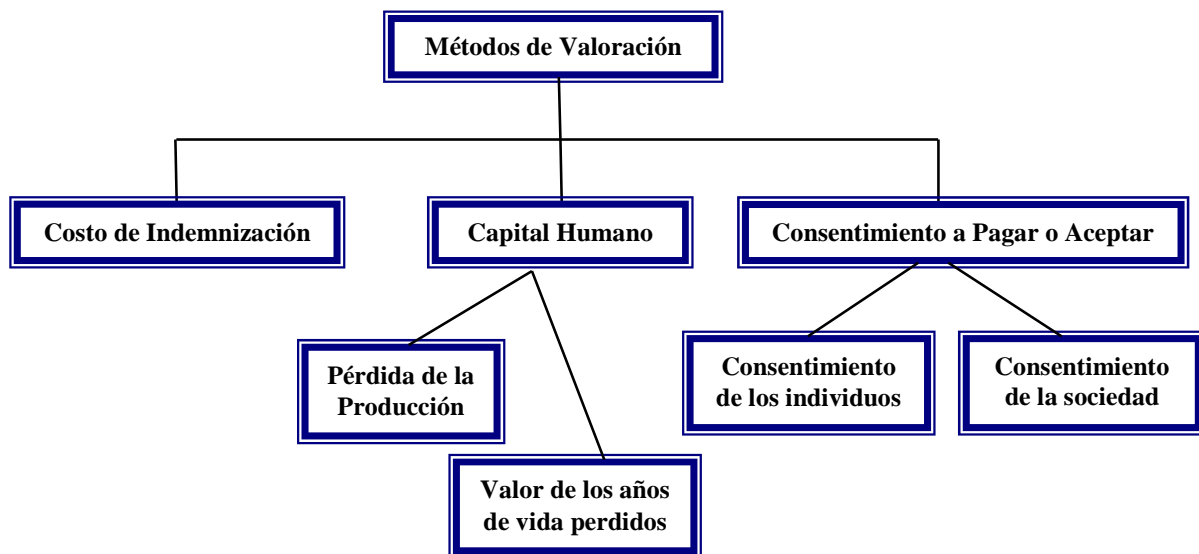 Métodos de Valoración
Costo de Indemnización
Capital Humano
Consentimiento a Pagar o Aceptar
Pérdida de la
Producción
Valor de los años
de vida perdidos
Consentimiento
de los individuos
Consentimiento
de la sociedad